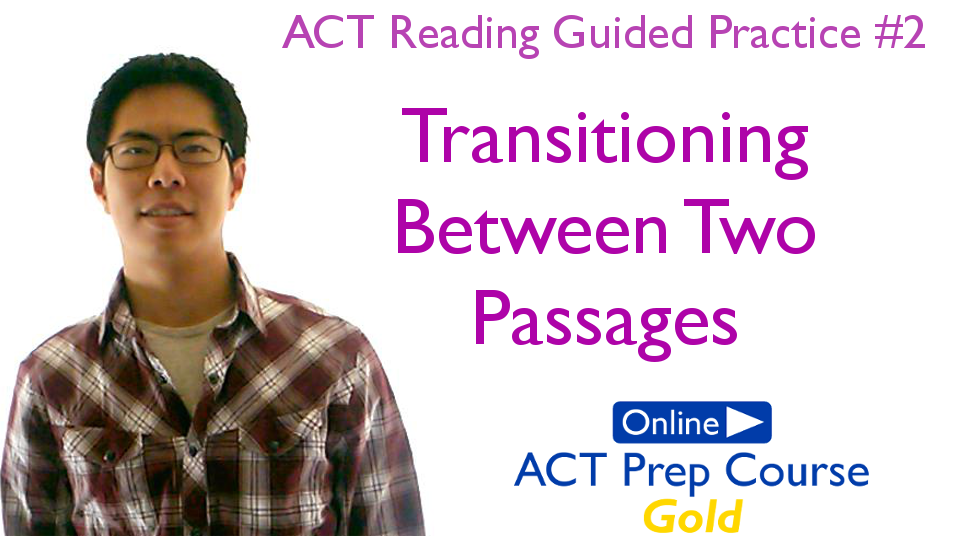 ACT Reading Guided Practice #2
Transitioning
Between Two
Passages
Online
ACT Prep Course
Gold